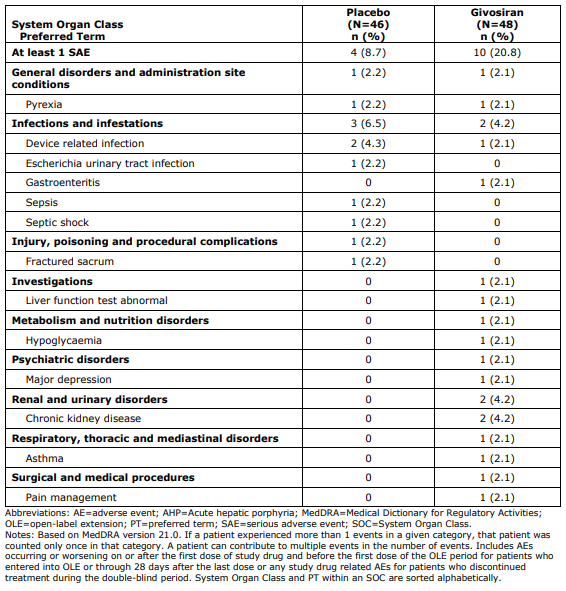 System Organ Class
Preferred Term
Placebo
(N=46)
n (%)
Givosiran
(N=48)
n (%)
At least 1 SAE 4 (8.7) 10 (20.8)
General disorders and administration site
conditions 1 (2.2) 1 (2.1)
Pyrexia 1 (2.2) 1 (2.1)
Infections and infestations 3 (6.5) 2 (4.2)
Device related infection 2 (4.3) 1 (2.1)
Escherichia urinary tract infection 1 (2.2) 0
Gastroenteritis 0 1 (2.1)
Sepsis 1 (2.2) 0
Septic shock 1 (2.2) 0
Injury, poisoning and procedural complications 1 (2.2) 0
Fractured sacrum 1 (2.2) 0
Investigations 0 1 (2.1)
Liver function test abnormal 0 1 (2.1)
Metabolism and nutrition disorders 0 1 (2.1)
Hypoglycaemia 0 1 (2.1)
Psychiatric disorders 0 1 (2.1)
Major depression 0 1 (2.1)
Renal and urinary disorders 0 2 (4.2)
Chronic kidney disease 0 2 (4.2)
Respiratory, thoracic and mediastinal disorders 0 1 (2.1)
Asthma 0 1 (2.1)
Surgical and medical procedures 0 1 (2.1)
Pain management 0 1 (2.1)
Abbreviations: AE=adverse event; AHP=Acute hepatic porphyria; MedDRA=Medical Dictionary for Regulatory Activities;
OLE=open-label extension; PT=preferred term; SAE=serious adverse event; SOC=System Organ Class.
Notes: Based on MedDRA version 21.0. If a patient experienced more than 1 events in a given category, that patient was
counted only once in that category. A patient can contribute to multiple events in the number of events. Includes AEs
occurring or worsening on or after first dose of study drug and before the first dose of the OLE period for patients who
entered into OLE or through 28 days after the last dose or any study drug related AEs for patients who discontinued
treatment during the double-blind period. System Organ Class and PT within an SOC are sorted alphabetically.